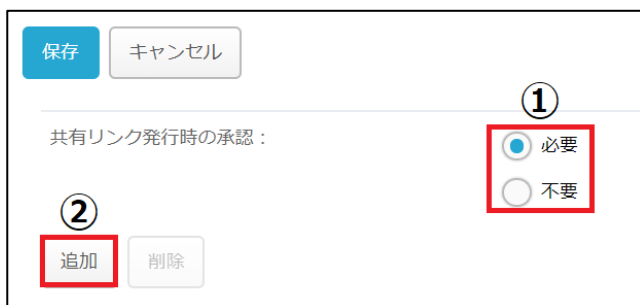 保存 キャンセル
①
共有リンク発行時の承認： 必要
不要
②
追加 削除